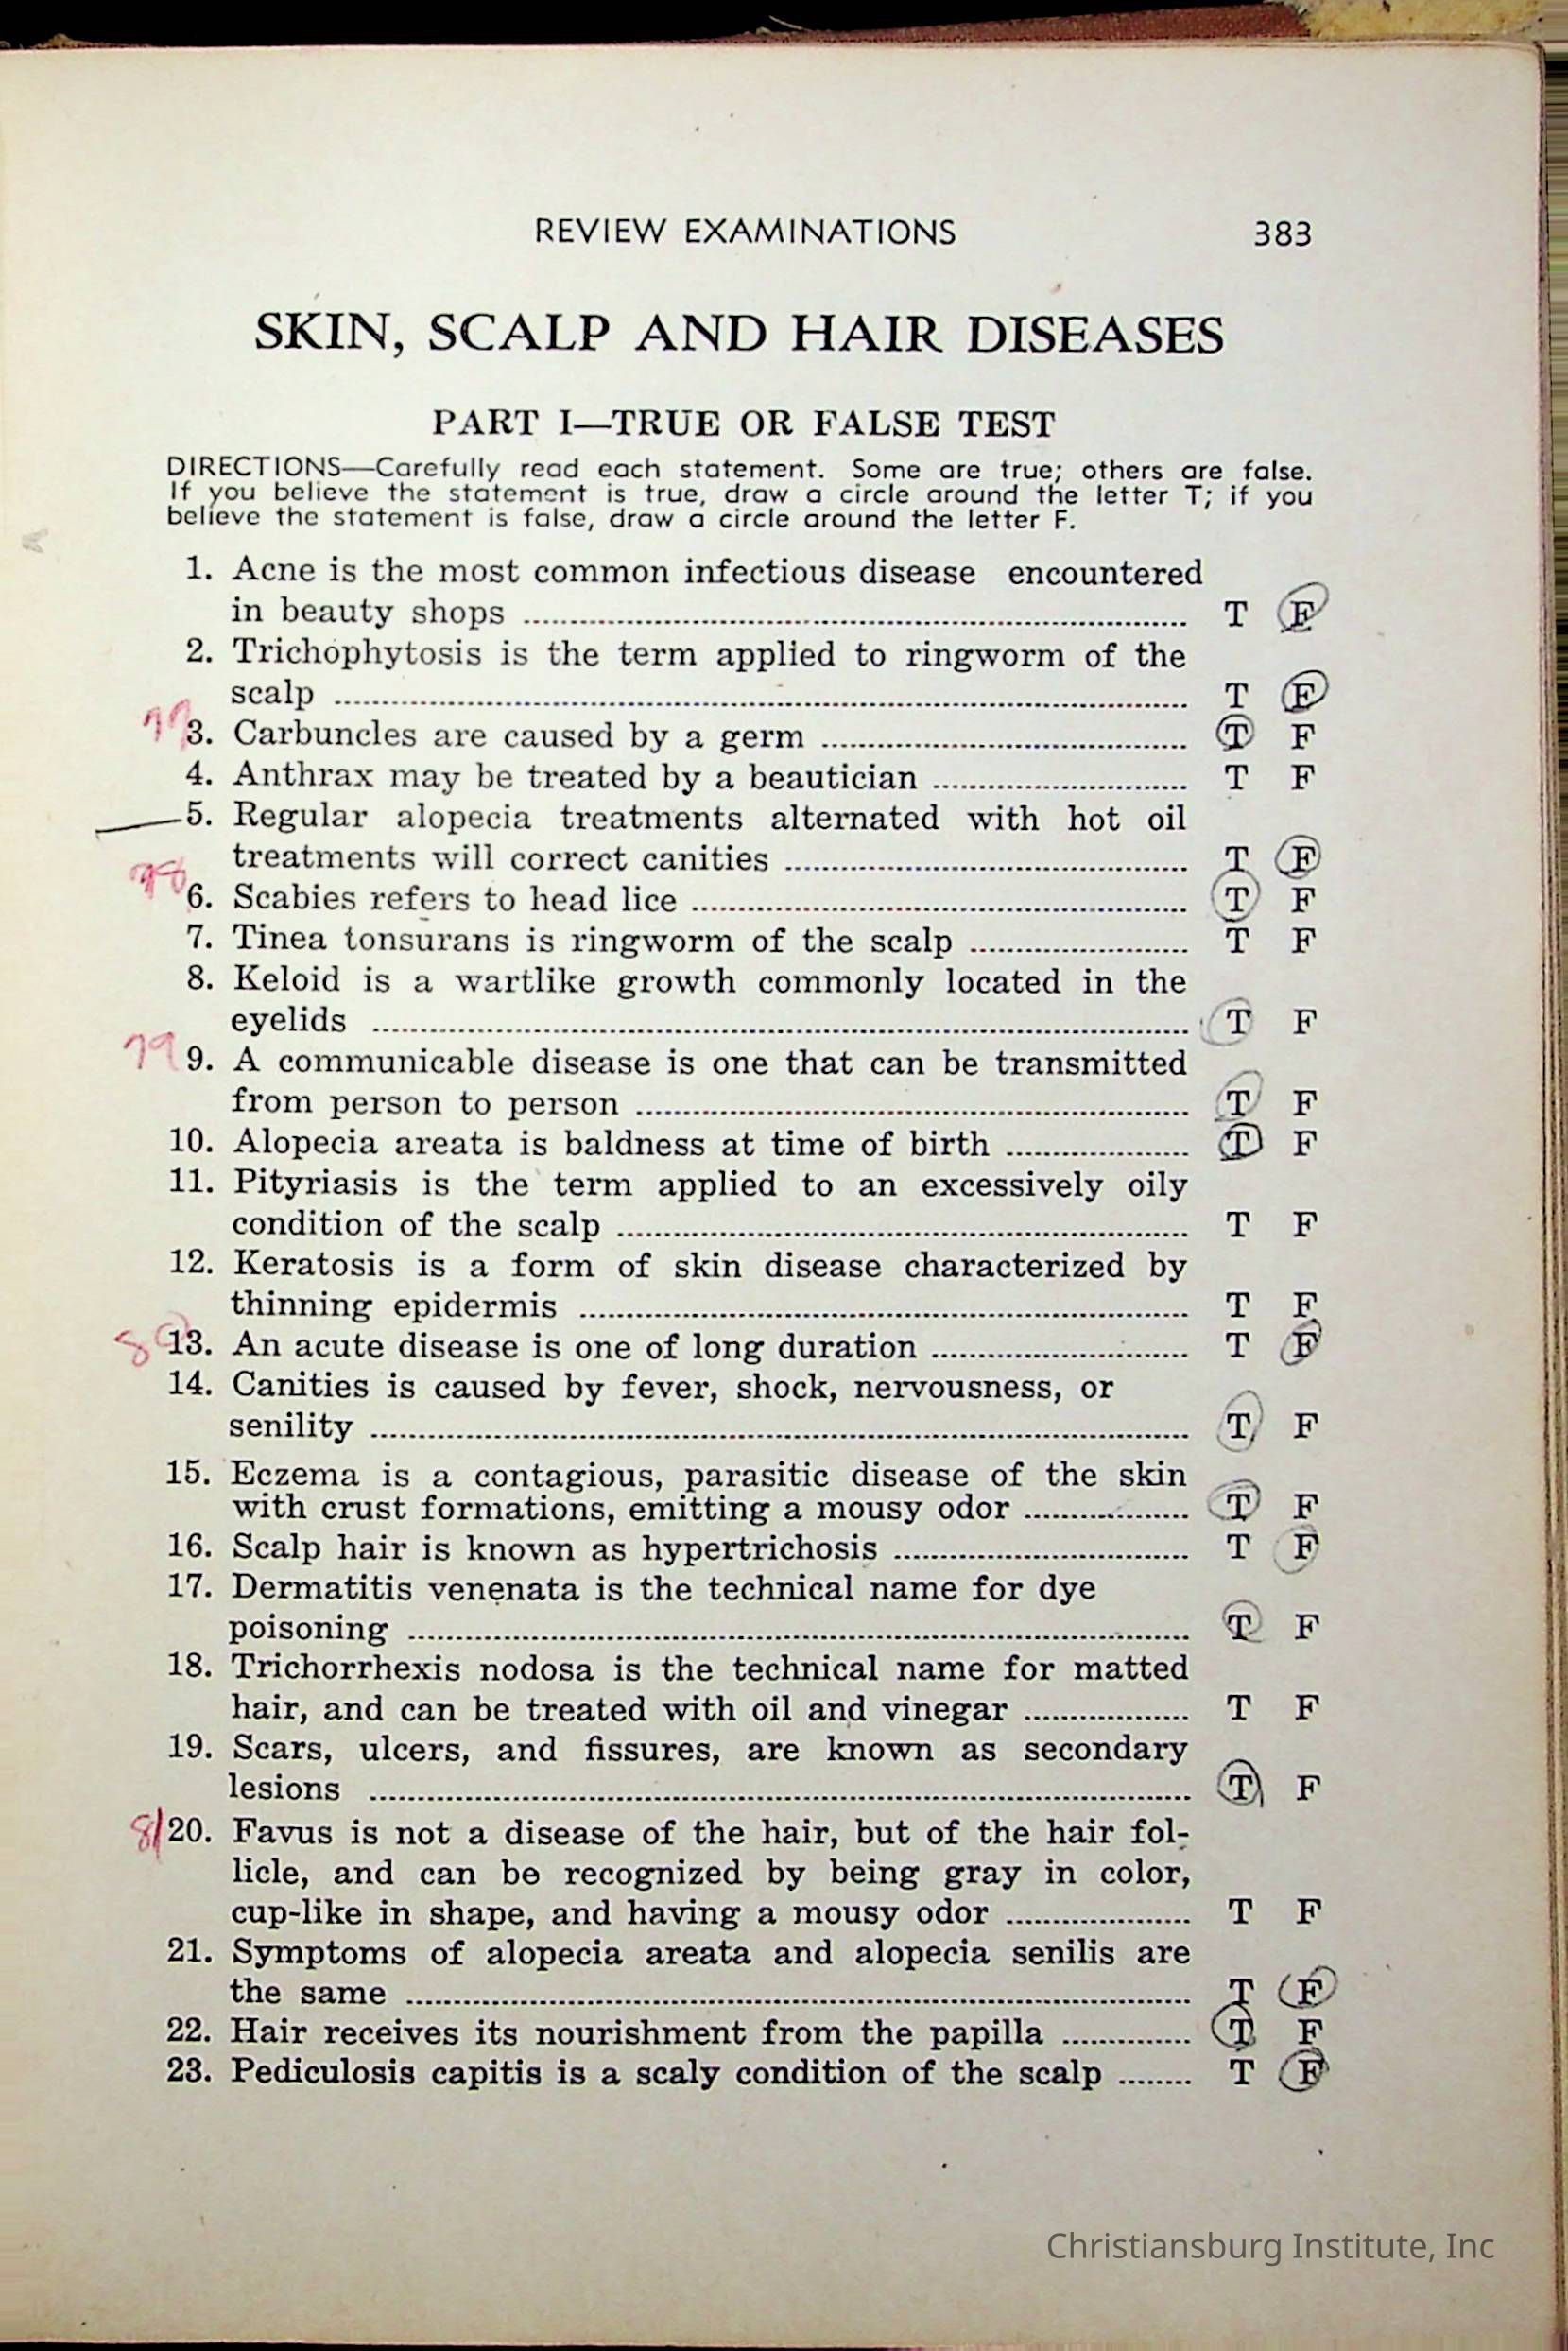 REVIEW EXAMINATIONS 383
SKIN, SCALP AND HAIR DISEASES
PART I—TRUE OR FALSE TEST
DIRECTIONS—Carefully read each statement. Some are true; others are false.
If you believe the statement is true, draw a circle around the letter T; if you
believe the statement is false, draw a circle around the letter F.
1. Acne is the most common infectious disease encountered
in beauty shops ........ T F
2. Trichophytosis is the term applied to ringworm of the
scalp ........ T F
77 3. Carbuncles are caused by a germ ........ T F
4. Anthrax may be treated by a beautician ........ T F
5. Regular alopecia treatments alternated with hot oil
treatments will correct canities ........ T F
78 6. Scabies refers to head lice ........ T F
7. Tinea tonsurans is ringworm of the scalp ........ T F
8. Keloid is a wartlike growth commonly located in the
eyelids ........ T F
79 9. A communicable disease is one that can be transmitted
from person to person ........ T F
10. Alopecia areata is baldness at time of birth ........ T F
11. Pityriasis is the term applied to an excessively oily
condition of the scalp ........ T F
12. Keratosis is a form of skin disease characterized by
thinning epidermis ........ T F
80 13. An acute disease is one of long duration ........ T F
14. Canities is caused by fever, shock, nervousness, or
senility ........ T F
15. Eczema is a contagious, parasitic disease of the skin
with crust formations, emitting a mousy odor ........ T F
16. Scalp hair is known as hypertrichosis ........ T F
17. Dermatitis venenata is the technical name for dye
poisoning ........ T F
18. Trichorrhexis nodosa is the technical name for matted
hair, and can be treated with oil and vinegar ........ T F
19. Scars, ulcers, and fissures, are known as secondary
lesions ........ T F
81 20. Favus is not a disease of the hair, but of the hair fol-
licle, and can be recognized by being gray in color,
cup-like in shape, and having a mousy odor ........ T F
21. Symptoms of alopecia areata and alopecia senilis are
the same ........ T F
22. Hair receives its nourishment from the papilla ........ T F
23. Pediculosis capitis is a scaly condition of the scalp ........ T F
Christiansburg Institute, Inc